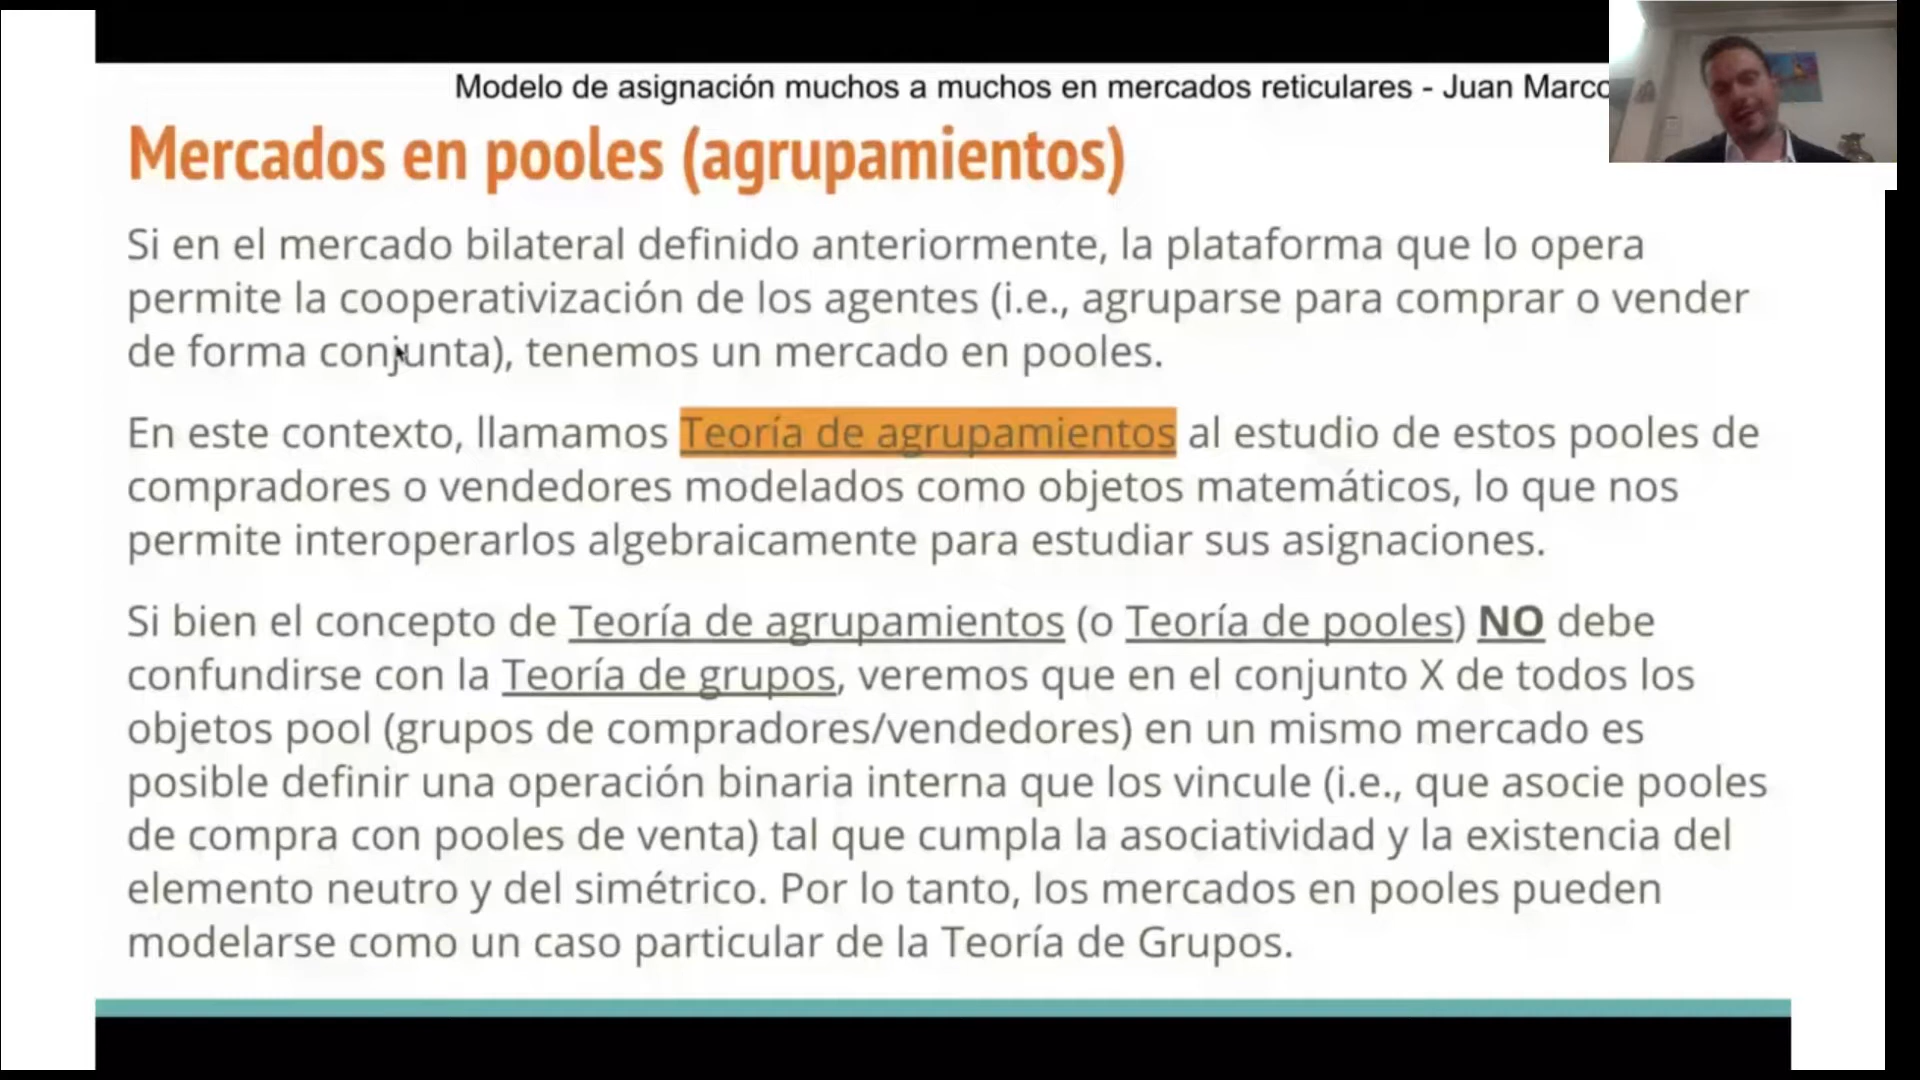 Modelo de asignación muchos a muchos en mercados reticulares - Juan Marco
Mercados en pooles (agrupamientos)
Si en el mercado bilateral definido anteriormente, la plataforma que lo opera
permite la cooperativización de los agentes (i.e., agruparse para comprar o vender
de forma conjunta), tenemos un mercado en pooles.
En este contexto, llamamos Teoría de agrupamientos al estudio de estos pooles de
compradores o vendedores modelados como objetos matemáticos, lo que nos
permite interoperarlos algebraicamente para estudiar sus asignaciones.
Si bien el concepto de Teoría de agrupamientos (o Teoría de pooles) NO debe
confundirse con la Teoría de grupos, veremos que en el conjunto X de todos los
objetos pool (grupos de compradores/vendedores) en un mismo mercado es
posible definir una operación binaria interna que los vincule (i.e., que asocie pooles
de compra con pooles de venta) tal que cumpla la asociatividad y la existencia del
elemento neutro y del simétrico. Por lo tanto, los mercados en pooles pueden
modelarse como un caso particular de la Teoría de Grupos.